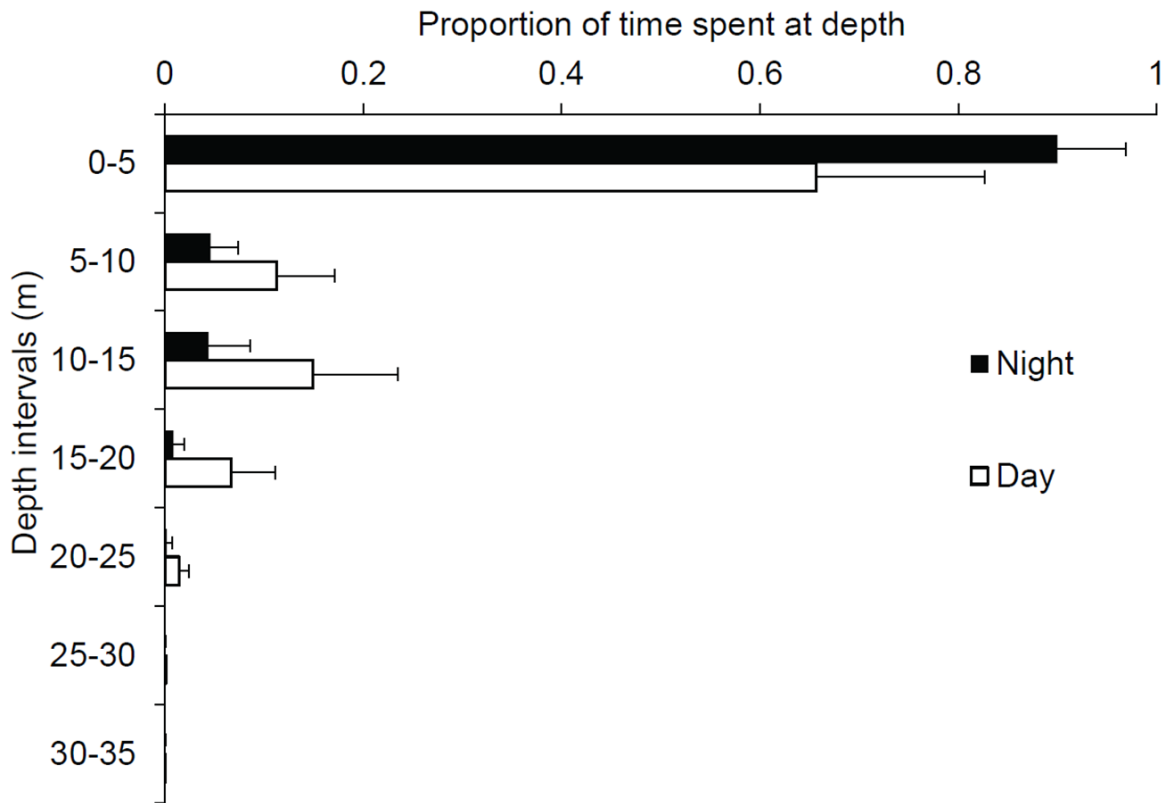 Proportion of time spent at depth
0 0.2 0.4 0.6 0.8 1
Depth intervals (m)
0-5
5-10
10-15
15-20
20-25
25-30
30-35
Night
Day